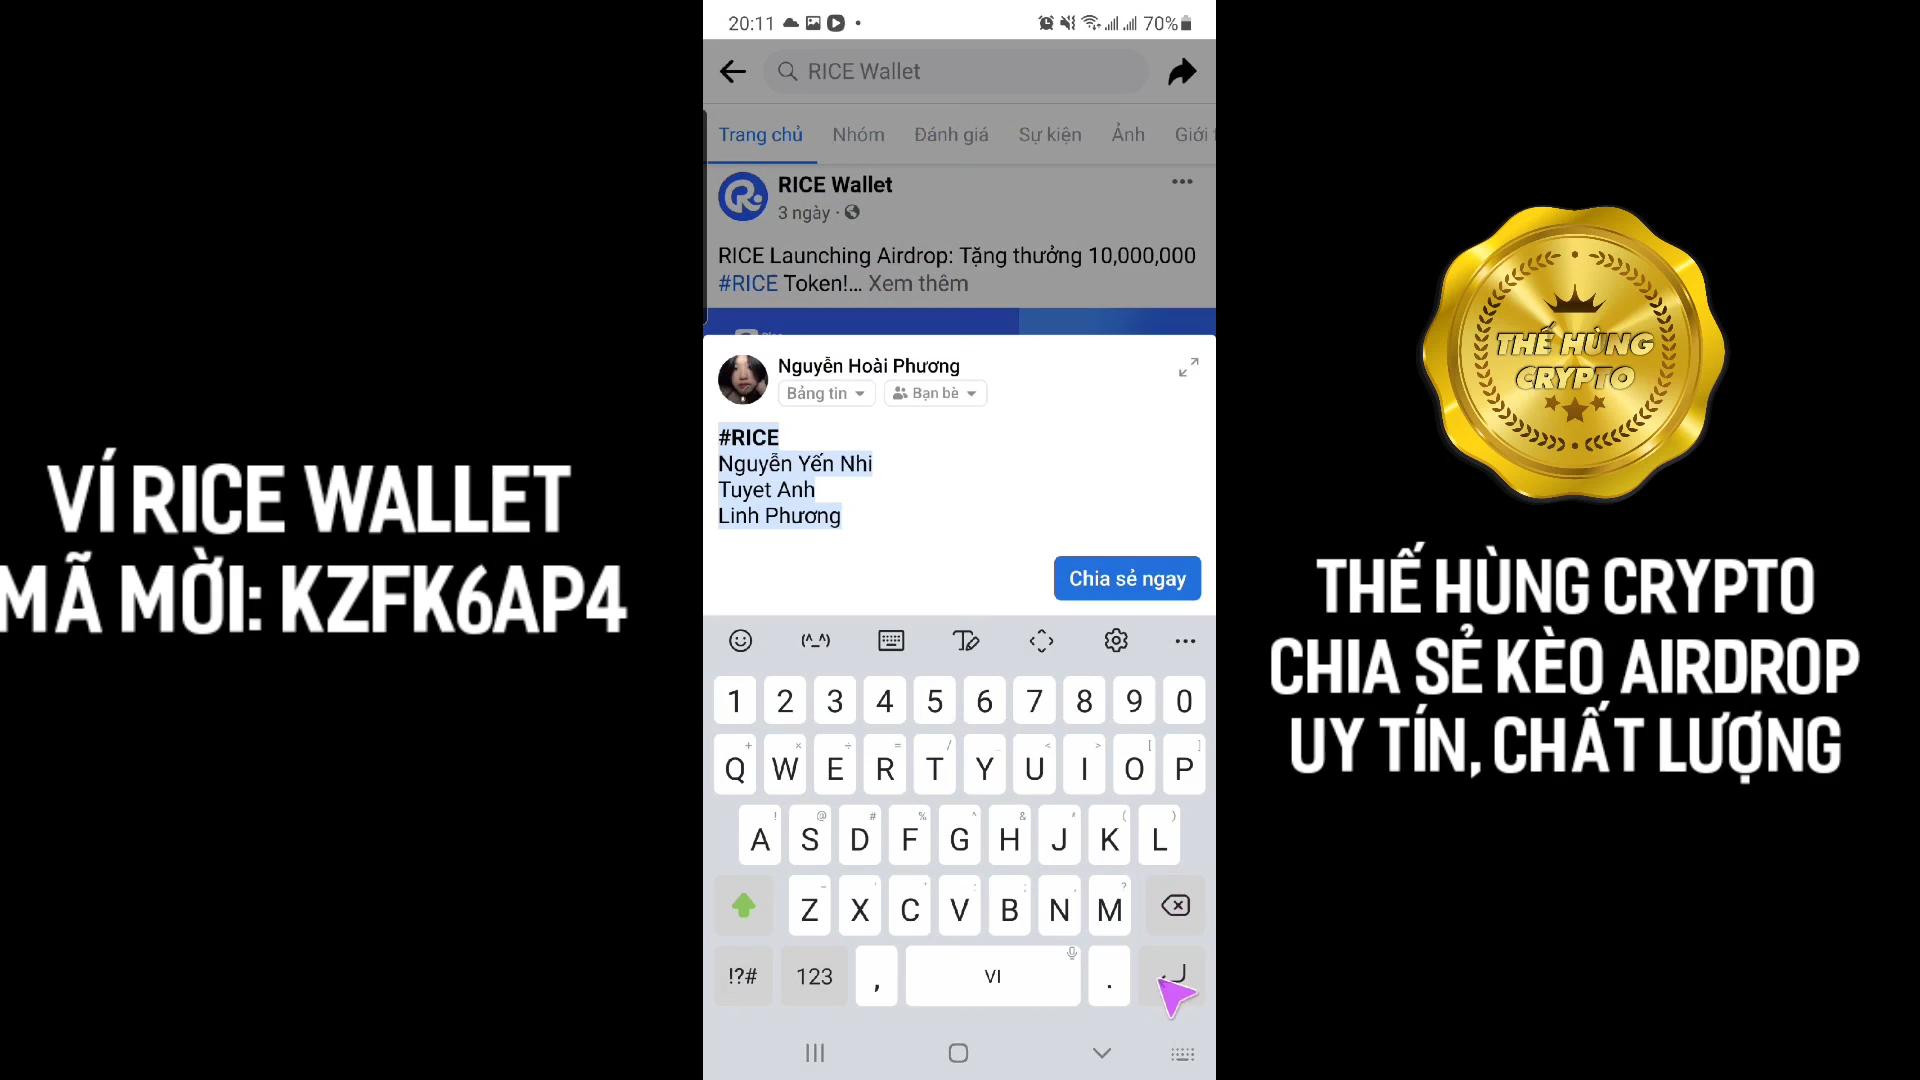 VÍ RICE WALLET
MÃ MỜI: KZFK6AP4
20:11
70%
RICE Wallet
Trang chủ Nhóm Đánh giá Sự kiện Ảnh Giới
RICE Wallet
3 ngày ·
RICE Launching Airdrop: Tặng thưởng 10,000,000
#RICE Token!... Xem thêm
Nguyễn Hoài Phương
Bảng tin Bạn bè
#RICE
Nguyễn Yến Nhi
Tuyet Anh
Linh Phương
Chia sẻ ngay
1 2 3 4 5 6 7 8 9 0
Q W E R T Y U I O P
A S D F G H J K L
Z X C V B N M
!?# 123 , VI .
THẾ HÙNG
CRYPTO
THẾ HÙNG CRYPTO
CHIA SẺ KÈO AIRDROP
UY TÍN, CHẤT LƯỢNG